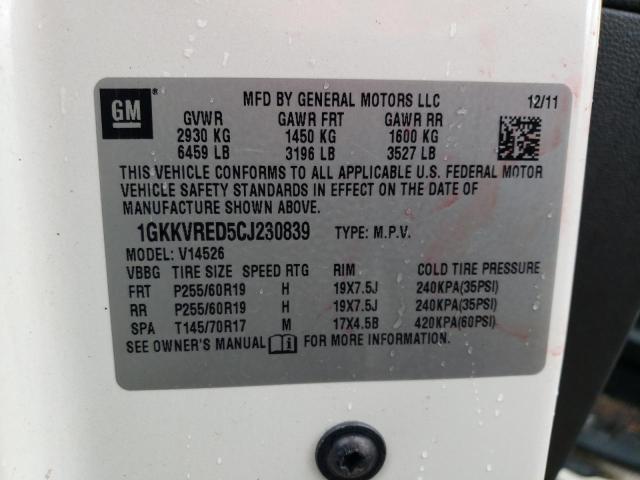 GM ® MFD BY GENERAL MOTORS LLC 12/11
GVWR GAWR FRT GAWR RR
2930 KG 1450 KG 1600 KG
6459 LB 3196 LB 3527 LB
THIS VEHICLE CONFORMS TO ALL APPLICABLE U.S. FEDERAL MOTOR
VEHICLE SAFETY STANDARDS IN EFFECT ON THE DATE OF
MANUFACTURE SHOWN ABOVE.
1GKKVRED5CJ230839 TYPE: M.P.V.
MODEL: V14526
VBBG TIRE SIZE SPEED RTG RIM COLD TIRE PRESSURE
FRT P255/60R19 H 19X7.5J 240KPA(35PSI)
RR P255/60R19 H 19X7.5J 240KPA(35PSI)
SPA T145/70R17 M 17X4.5B 420KPA(60PSI)
SEE OWNER'S MANUAL FOR MORE INFORMATION.